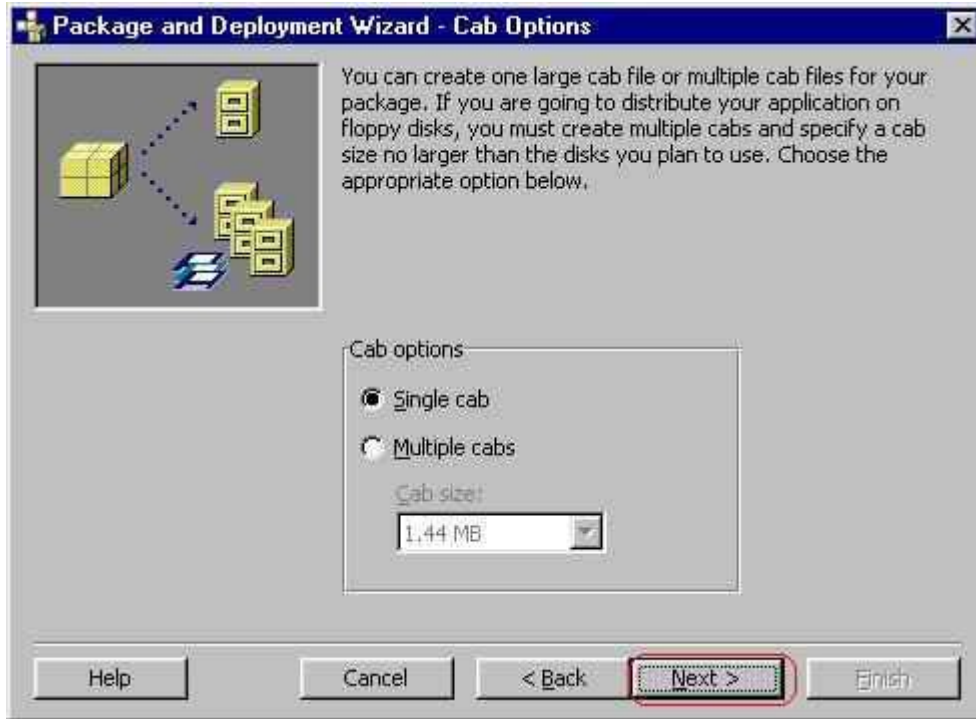 Package and Deployment Wizard - Cab Options
You can create one large cab file or multiple cab files for your
package. If you are going to distribute your application on
floppy disks, you must create multiple cabs and specify a cab
size no larger than the disks you plan to use. Choose the
appropriate option below.
Cab options
Single cab
Multiple cabs
Cab size:
1.44 MB
Help
Cancel
< Back
Next >
Finish